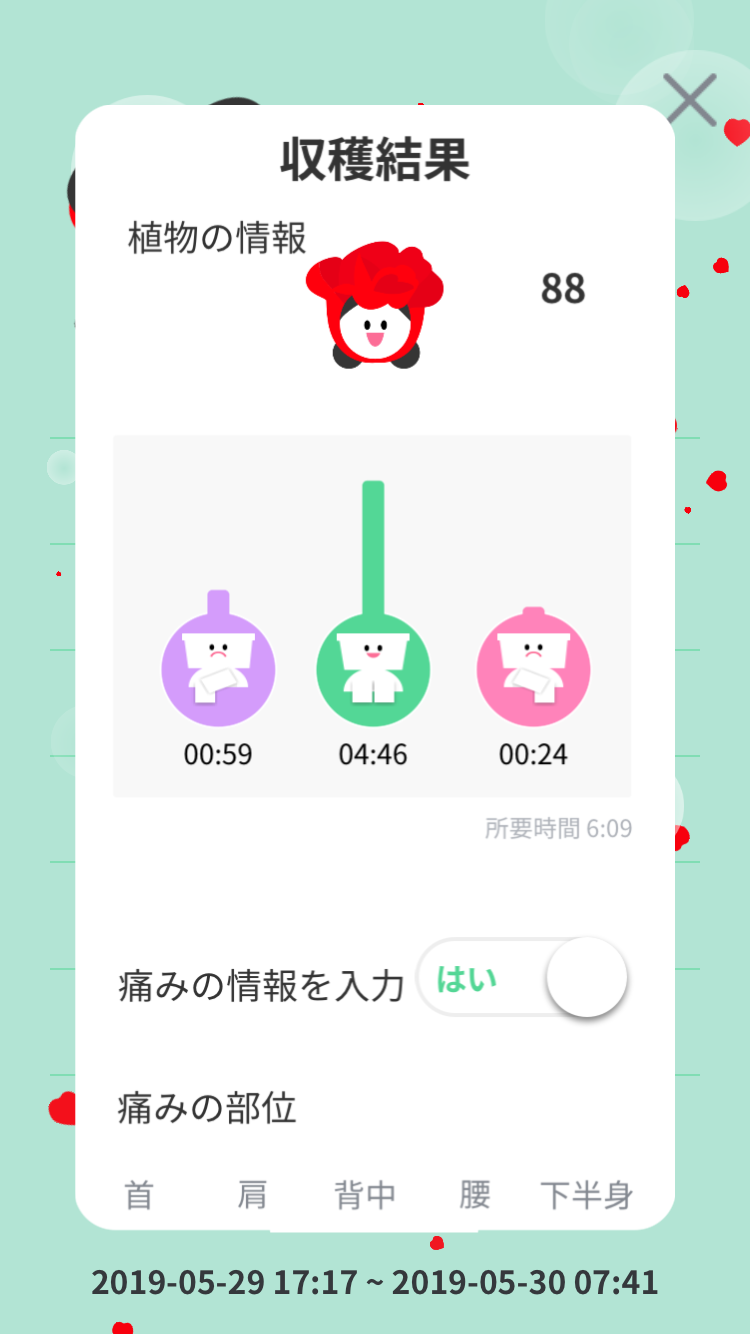 収穫結果
植物の情報
88
00:59 04:46 00:24
所要時間 6:09
痛みの情報を入力 はい
痛みの部位
首 肩 背中 腰 下半身
2019-05-29 17:17 ~ 2019-05-30 07:41